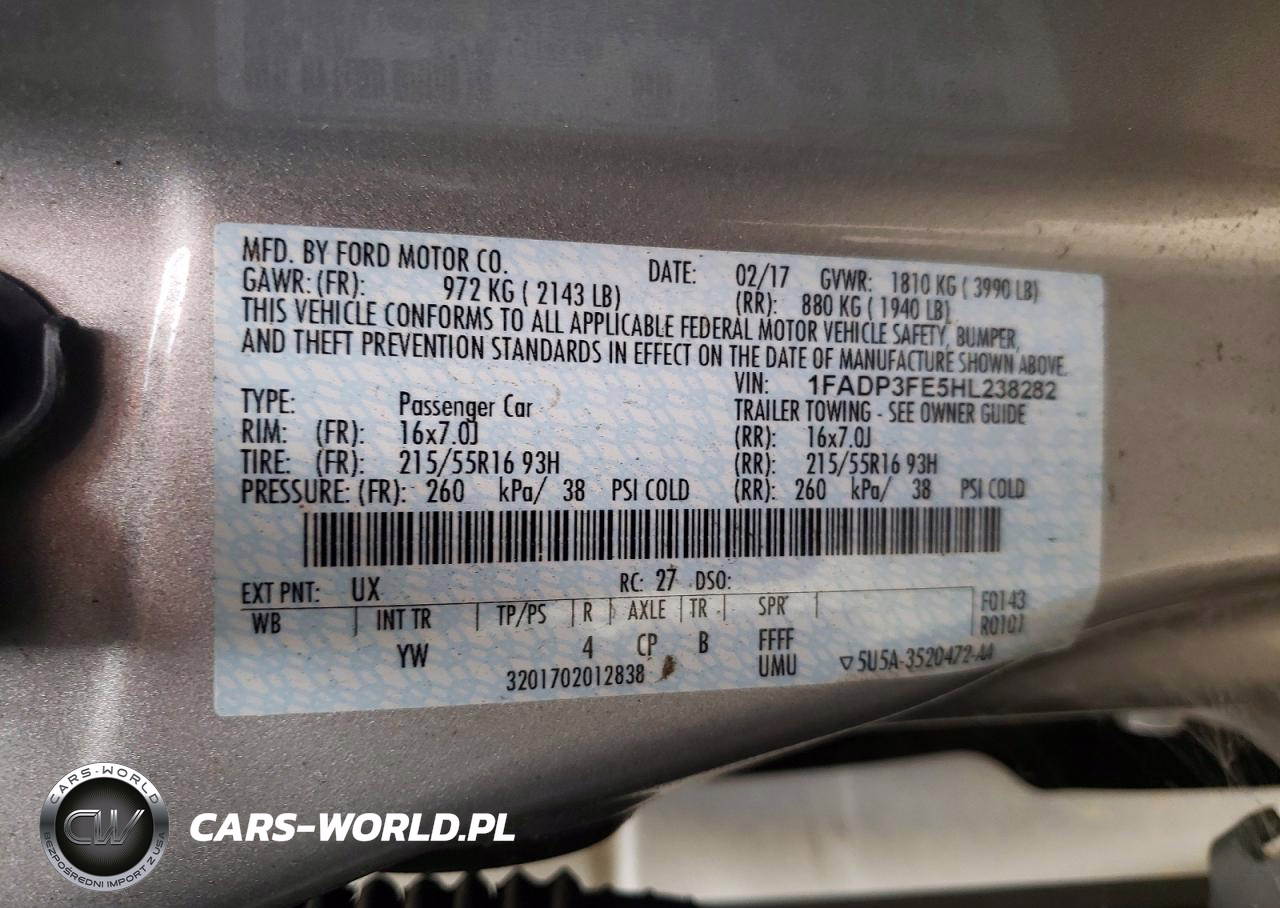 MFD. BY FORD MOTOR CO. DATE: 02/17 GVWR: 1810 KG ( 3990 LB)
GAWR: (FR): 972 KG ( 2143 LB) (RR): 880 KG ( 1940 LB)
THIS VEHICLE CONFORMS TO ALL APPLICABLE FEDERAL MOTOR VEHICLE SAFETY, BUMPER,
AND THEFT PREVENTION STANDARDS IN EFFECT ON THE DATE OF MANUFACTURE SHOWN ABOVE.
VIN: 1FADP3FE5HL238282
TYPE: Passenger Car TRAILER TOWING - SEE OWNER GUIDE
RIM: (FR): 16x7.0J (RR): 16x7.0J
TIRE: (FR): 215/55R16 93H (RR): 215/55R16 93H
PRESSURE: (FR): 260 kPa/ 38 PSI COLD (RR): 260 kPa/ 38 PSI COLD
EXT PNT: UX RC: 27 DSO:
WB INT TR TP/PS R AXLE TR SPR F0143
R0107
YW 4 CP B FFFF
UMU
3201702012838 ▽5U5A-3520472-AA
CARS-WORLD
CW
BEZPOŚREDNI IMPORT Z USA
CARS-WORLD.PL